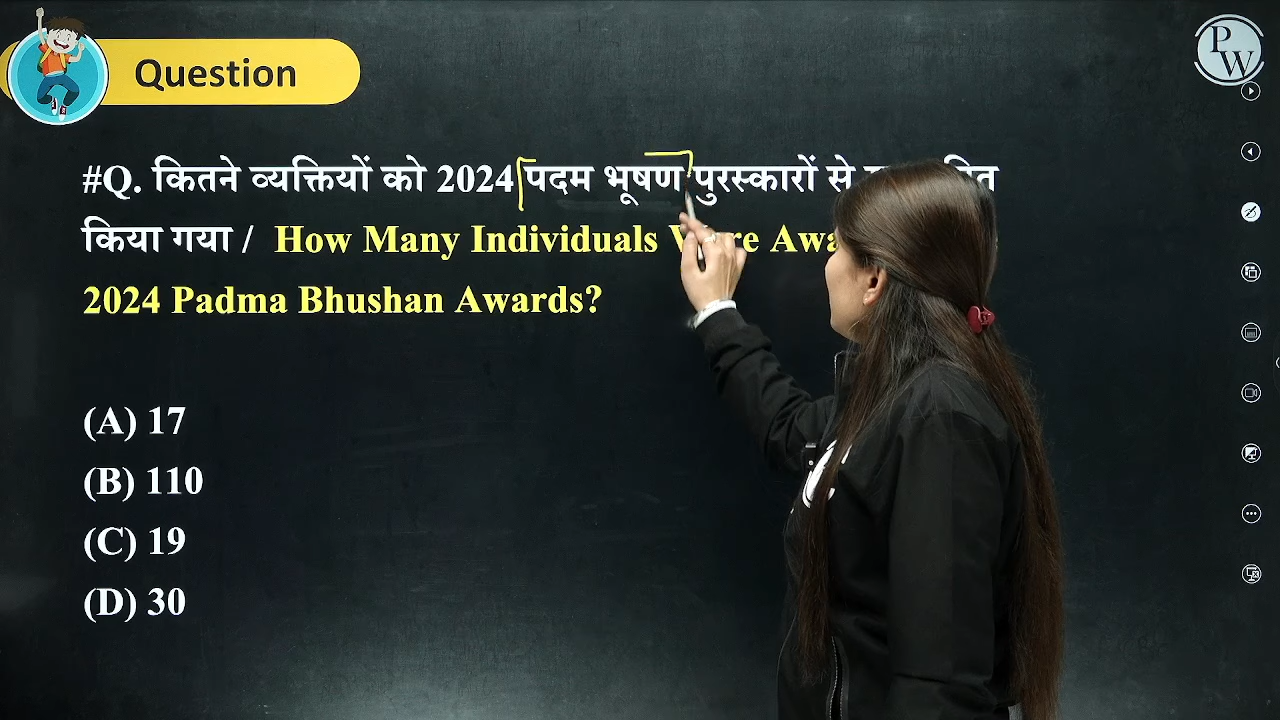 Question
PW
#Q. कितने व्यक्तियों को 2024 पदम भूषण पुरस्कारों से
किया गया / How Many Individuals
2024 Padma Bhushan Awards?
(A) 17
(B) 110
(C) 19
(D) 30